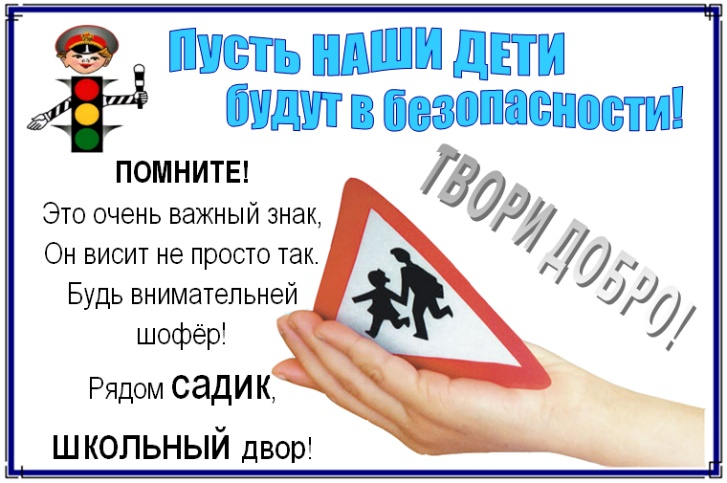 Пусть НАШИ ДЕТИ
будут в безопасности!
ПОМНИТЕ!
Это очень важный знак,
Он висит не просто так.
Будь внимательней
шофёр!
Рядом садик,
ШКОЛЬНЫЙ двор!
ТВОРИ ДОБРО!